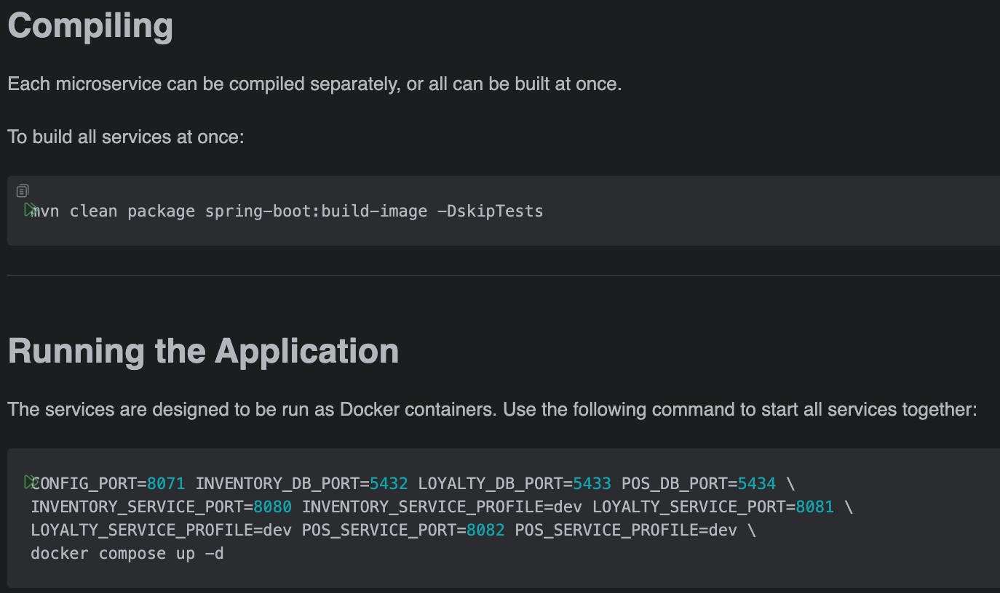 Compiling
Each microservice can be compiled separately, or all can be built at once.
To build all services at once:
mvn clean package spring-boot:build-image -DskipTests
Running the Application
The services are designed to be run as Docker containers. Use the following command to start all services together:
CONFIG_PORT=8071 INVENTORY_DB_PORT=5432 LOYALTY_DB_PORT=5433 POS_DB_PORT=5434 \
INVENTORY_SERVICE_PORT=8080 INVENTORY_SERVICE_PROFILE=dev LOYALTY_SERVICE_PORT=8081 \
LOYALTY_SERVICE_PROFILE=dev POS_SERVICE_PORT=8082 POS_SERVICE_PROFILE=dev \
docker compose up -d